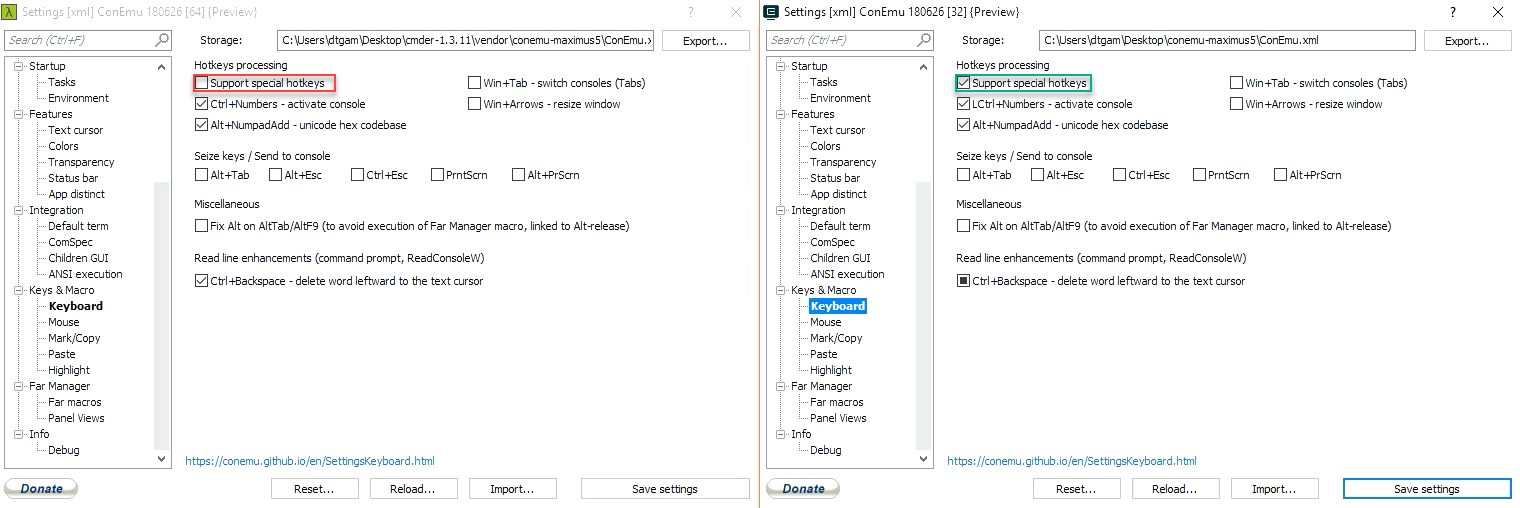 Settings [xml] ConEmu 180626 [64] {Preview}
?
Search (Ctrl+F)
Storage:
C:\Users\dtgam\Desktop\cmder-1.3.11\vendor\conemu-maximus5\ConEmu.x
Export...
Startup
Tasks
Environment
Features
Text cursor
Colors
Transparency
Status bar
App distinct
Integration
Default term
ComSpec
Children GUI
ANSI execution
Keys & Macro
Keyboard
Mouse
Mark/Copy
Paste
Highlight
Far Manager
Far macros
Panel Views
Info
Debug
Hotkeys processing
Support special hotkeys
Win+Tab - switch consoles (Tabs)
Ctrl+Numbers - activate console
Win+Arrows - resize window
Alt+NumpadAdd - unicode hex codebase
Seize keys / Send to console
Alt+Tab
Alt+Esc
Ctrl+Esc
PrntScrn
Alt+PrScrn
Miscellaneous
Fix Alt on AltTab/AltF9 (to avoid execution of Far Manager macro, linked to Alt-release)
Read line enhancements (command prompt, ReadConsoleW)
Ctrl+Backspace - delete word leftward to the text cursor
https://conemu.github.io/en/SettingsKeyboard.html
Donate
Reset...
Reload...
Import...
Save settings
Settings [xml] ConEmu 180626 [32] {Preview}
?
Search (Ctrl+F)
Storage:
C:\Users\dtgam\Desktop\conemu-maximus5\ConEmu.xml
Export...
Startup
Tasks
Environment
Features
Text cursor
Colors
Transparency
Status bar
App distinct
Integration
Default term
ComSpec
Children GUI
ANSI execution
Keys & Macro
Keyboard
Mouse
Mark/Copy
Paste
Highlight
Far Manager
Far macros
Panel Views
Info
Debug
Hotkeys processing
Support special hotkeys
Win+Tab - switch consoles (Tabs)
LCtrl+Numbers - activate console
Win+Arrows - resize window
Alt+NumpadAdd - unicode hex codebase
Seize keys / Send to console
Alt+Tab
Alt+Esc
Ctrl+Esc
PrntScrn
Alt+PrScrn
Miscellaneous
Fix Alt on AltTab/AltF9 (to avoid execution of Far Manager macro, linked to Alt-release)
Read line enhancements (command prompt, ReadConsoleW)
Ctrl+Backspace - delete word leftward to the text cursor
https://conemu.github.io/en/SettingsKeyboard.html
Donate
Reset...
Reload...
Import...
Save settings